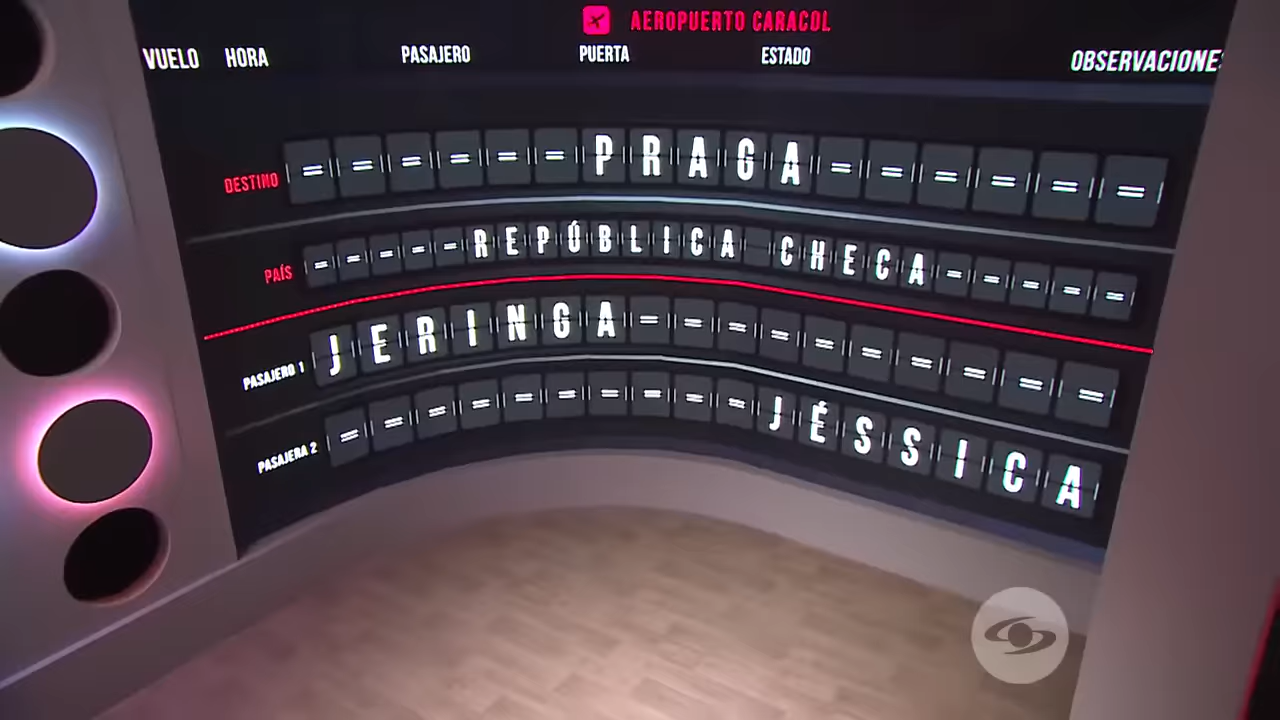 AEROPUERTO CARACOL
VUELO HORA PASAJERO PUERTA ESTADO OBSERVACIONES
DESTINO PRAGA
PAÍS REPÚBLICA CHECA
PASAJERO 1 JERINGA
PASAJERA 2 JÉSSICA